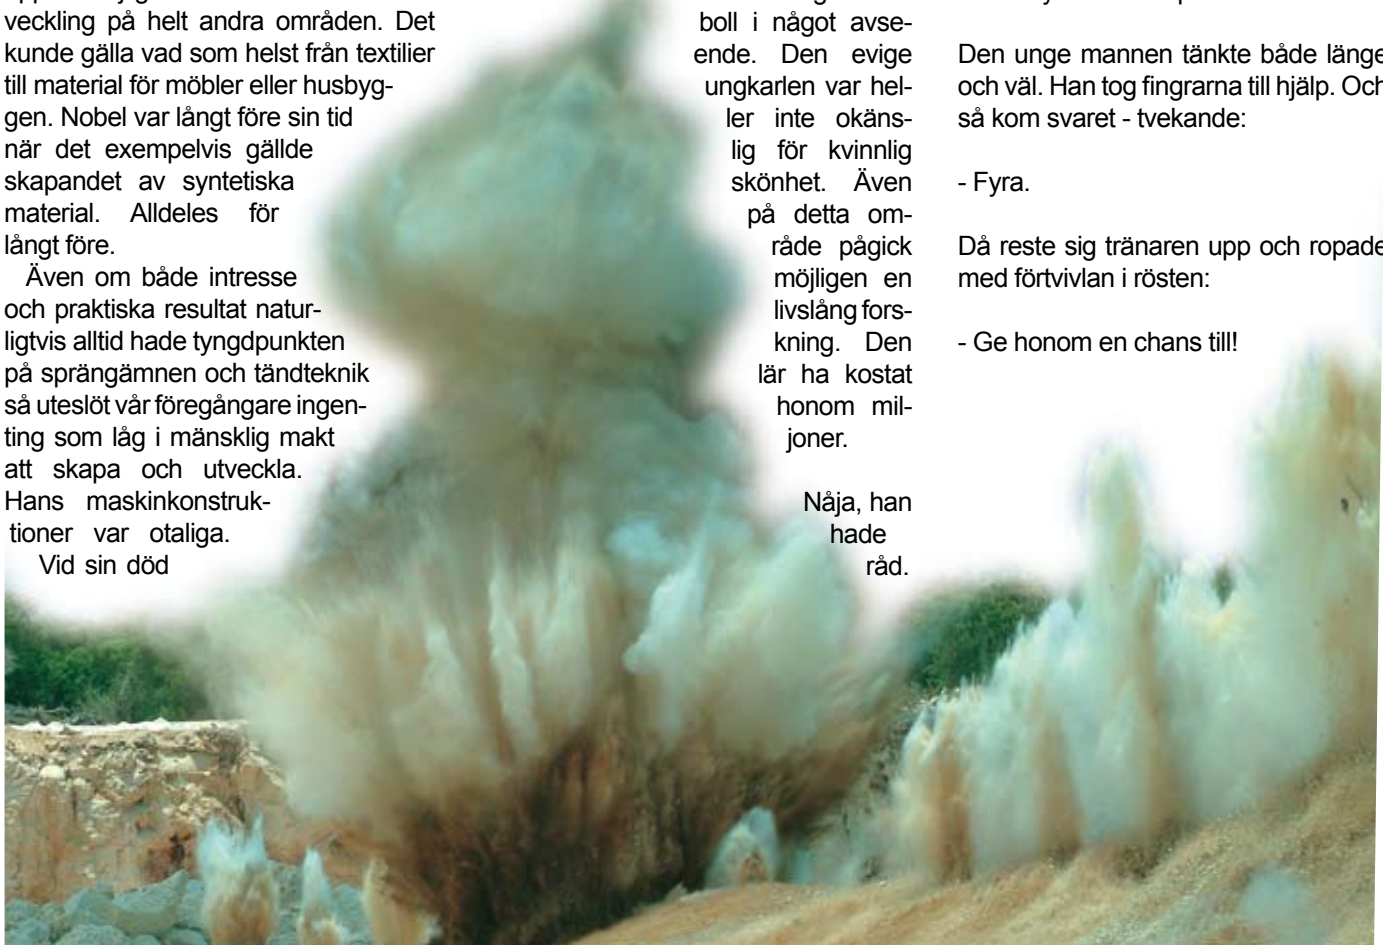 veckling på helt andra områden. Det
kunde gälla vad som helst från textilier
till material för möbler eller husbyg-
gen. Nobel var långt före sin tid
när det exempelvis gällde
skapandet av syntetiska
material. Alldeles för
långt före.
Även om både intresse
och praktiska resultat natur-
ligtvis alltid hade tyngdpunkten
på sprängämnen och tändteknik
så uteslöt vår föregångare ingen-
ting som låg i mänsklig makt
att skapa och utveckla.
Hans maskinkonstruk-
tioner var otaliga.
Vid sin död
boll i något avse-
ende. Den evige
ungkarlen var hel-
ler inte okäns-
lig för kvinnlig
skönhet. Även
på detta om-
råde pågick
möjligen en
livslång fors-
kning. Den
lär ha kostat
honom mil-
joner.
Nåja, han
hade
råd.
Den unge mannen tänkte både länge
och väl. Han tog fingrarna till hjälp. Och
så kom svaret - tvekande:
- Fyra.
Då reste sig tränaren upp och ropade
med förtvivlan i rösten:
- Ge honom en chans till!